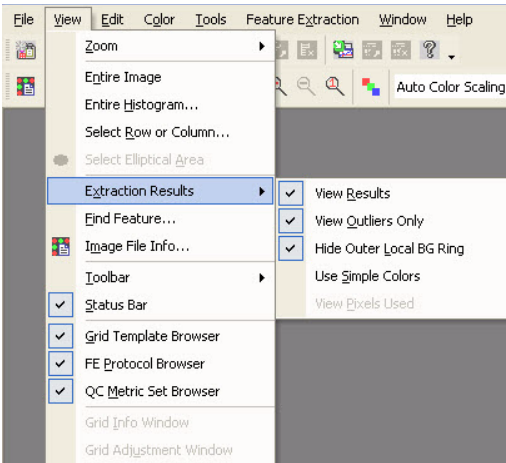 File View Edit Color Tools Feature Extraction Window Help
Zoom
Entire Image
Entire Histogram...
Auto Color Scaling
Select Row or Column...
Select Elliptical Area
Extraction Results
View Results
Find Feature...
View Outliers Only
Image File Info...
Hide Outer Local BG Ring
Toolbar
Use Simple Colors
Status Bar
View Pixels Used
Grid Template Browser
FE Protocol Browser
QC Metric Set Browser
Grid Info Window
Grid Adjustment Window